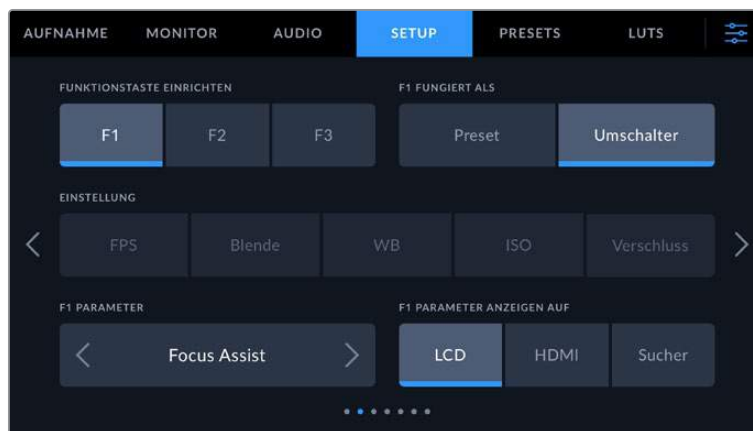 AUFNAHME MONITOR AUDIO SETUP PRESETS LUTS
FUNKTIONSTASTE EINRICHTEN F1 FUNGIERT ALS
F1 F2 F3 Preset Umschalter
EINSTELLUNG
FPS Blende WB ISO Verschluss
F1 PARAMETER F1 PARAMETER ANZEIGEN AUF
Focus Assist LCD HDMI Sucher